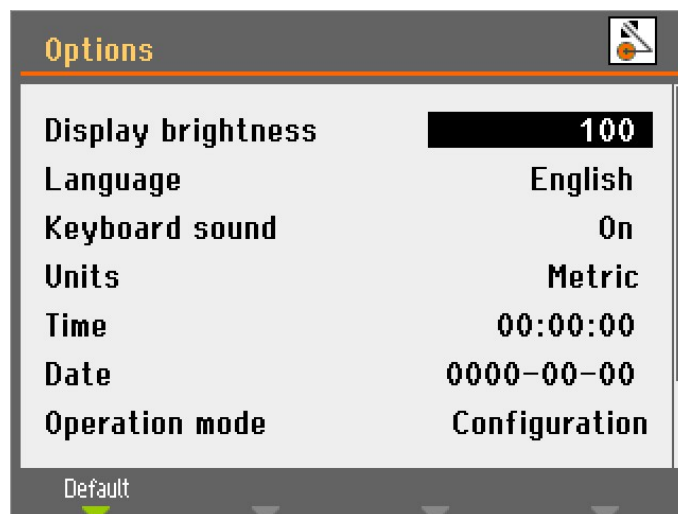 Options
Display brightness 100
Language English
Keyboard sound On
Units Metric
Time 00:00:00
Date 0000-00-00
Operation mode Configuration
Default